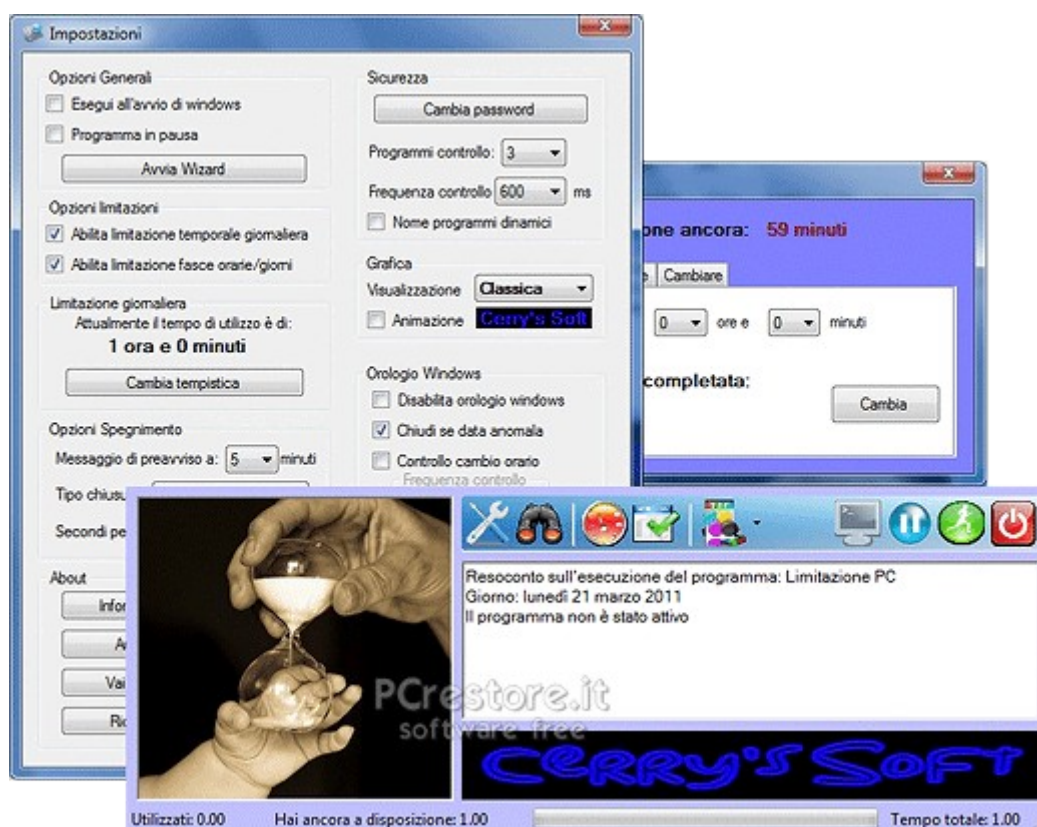 Impostazioni
Opzioni Generali
Esegui all'avvio di windows
Programma in pausa
Avvia Wizard
Opzioni limitazioni
Abilita limitazione temporale giornaliera
Abilita limitazione fasce orarie/giorni
Limitazione giornaliera
Attualmente il tempo di utilizzo è di:
1 ora e 0 minuti
Cambia tempistica
Opzioni Spegnimento
Messaggio di preavviso a: 5 minuti
Tipo
Secondi
About
Sicurezza
Cambia password
Programmi controllo: 3
Frequenza controllo 600 ms
Nome programmi dinamici
Grafica
Visualizzazione Classica
Animazione Cerry's Soft
Orologio Windows
Disabilita orologio windows
Chiudi se data anomala
Controllo cambio orario
Frequenza controllo
ancora: 59 minuti
Cambiare
0 ore e 0 minuti
completata:
Cambia
Resoconto sull'esecuzione del programma: Limitazione PC
Giorno: lunedì 21 marzo 2011
Il programma non è stato attivo
PCrestore.it
software free
Cerry's Soft
Utilizzati: 0.00 Hai ancora a disposizione: 1.00 Tempo totale: 1.00